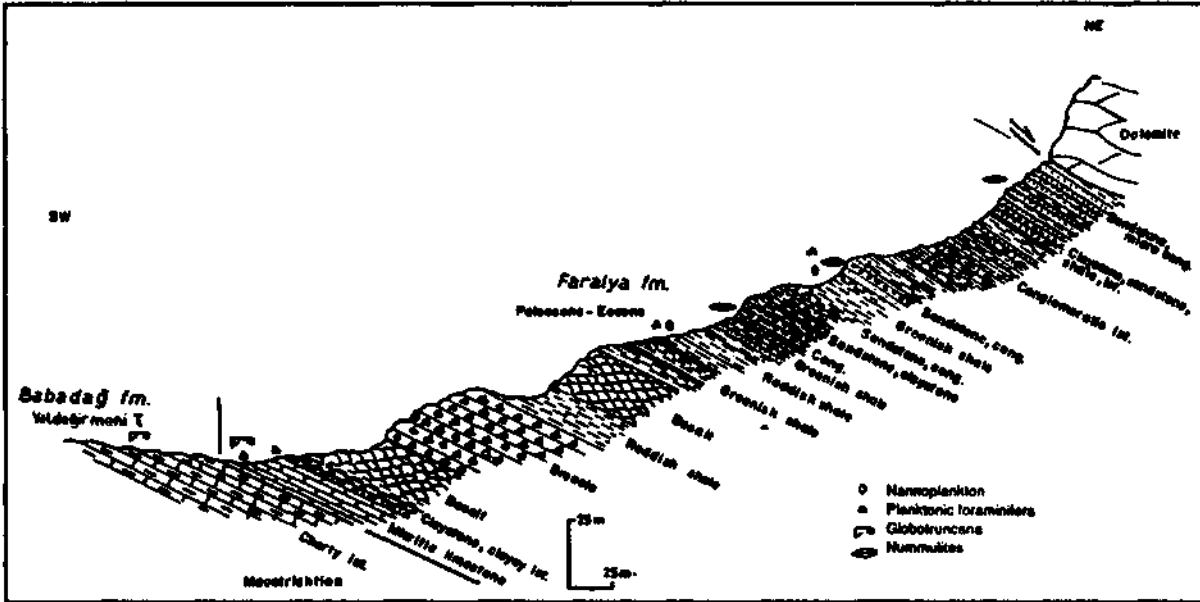 NE
Dolomite
SW
Faralya fm.
Paleocene - Eocene
Babadağ fm.
Yeldeğirmeni T.
Sandstone,
micro cong.
Claystone, sandstone,
shale, lst.
Conglomeratic lst.
Sandstone, cong.
Greenish shale
Sandstone, cong.
Sandstone, claystone
Cong.
Greenish shale
Reddish shale
Greenish shale
Basalt
Reddish shale
Breccia
Basalt
Claystone, clayey lst.
Micritic limestone
Cherty lst.
Maestrichtian
25m
25m
Nannoplankton
Planktonic foraminifers
Globotruncana
Nummulites